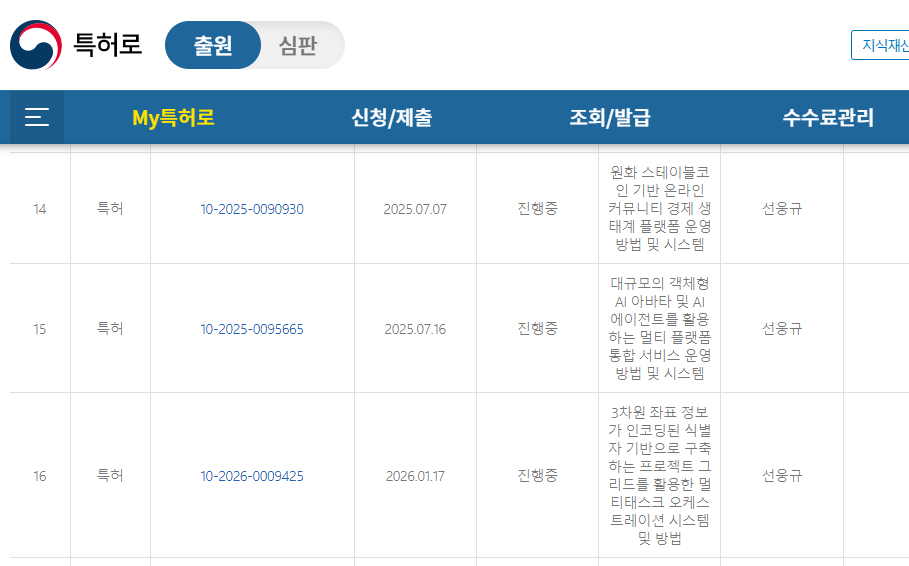 특허로
출원
심판
지식재산
My특허로
신청/제출
조회/발급
수수료관리
14
특허
10-2025-0090930
2025.07.07
진행중
원화 스테이블코
인 기반 온라인
커뮤니티 경제 생
태계 플랫폼 운영
방법 및 시스템
선웅규
15
특허
10-2025-0095665
2025.07.16
진행중
대규모의 객체형
AI 아바타 및 AI
에이전트를 활용
하는 멀티 플랫폼
통합 서비스 운영
방법 및 시스템
선웅규
16
특허
10-2026-0009425
2026.01.17
진행중
3차원 좌표 정보
가 인코딩된 식별
자 기반으로 구축
하는 프로젝트 그
리드를 활용한 멀
티태스크 오케스
트레이션 시스템
및 방법
선웅규